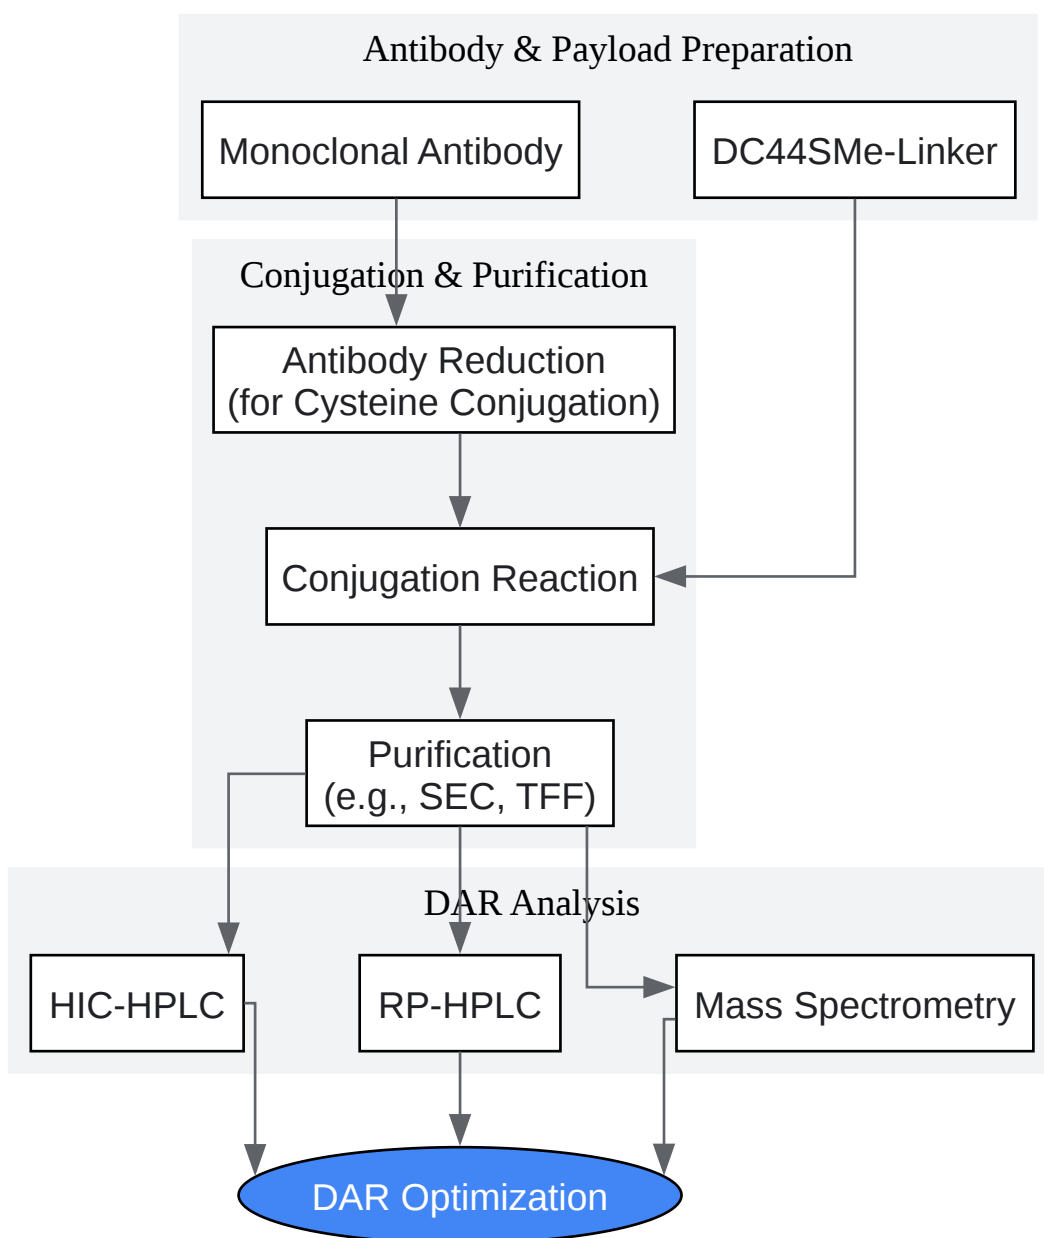 Antibody & Payload Preparation
Monoclonal Antibody
DC44SMe-Linker
Conjugation & Purification
Antibody Reduction
(for Cysteine Conjugation)
Conjugation Reaction
Purification
(e.g., SEC, TFF)
DAR Analysis
HIC-HPLC
RP-HPLC
Mass Spectrometry
DAR Optimization